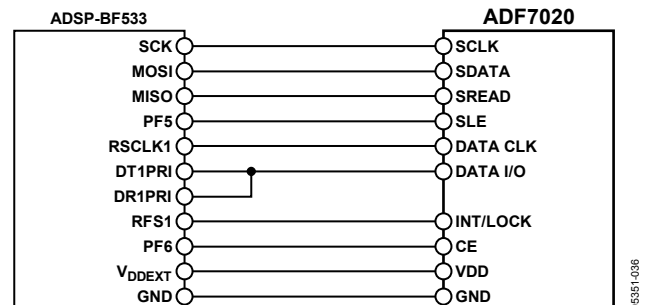 ADSP-BF533
ADF7020
SCK
SCLK
MOSI
SDATA
MISO
SREAD
PF5
SLE
RSCLK1
DATA CLK
DT1PRI
DATA I/O
DR1PRI
RFS1
INT/LOCK
PF6
CE
VDDEXT
VDD
GND
GND
5351-036